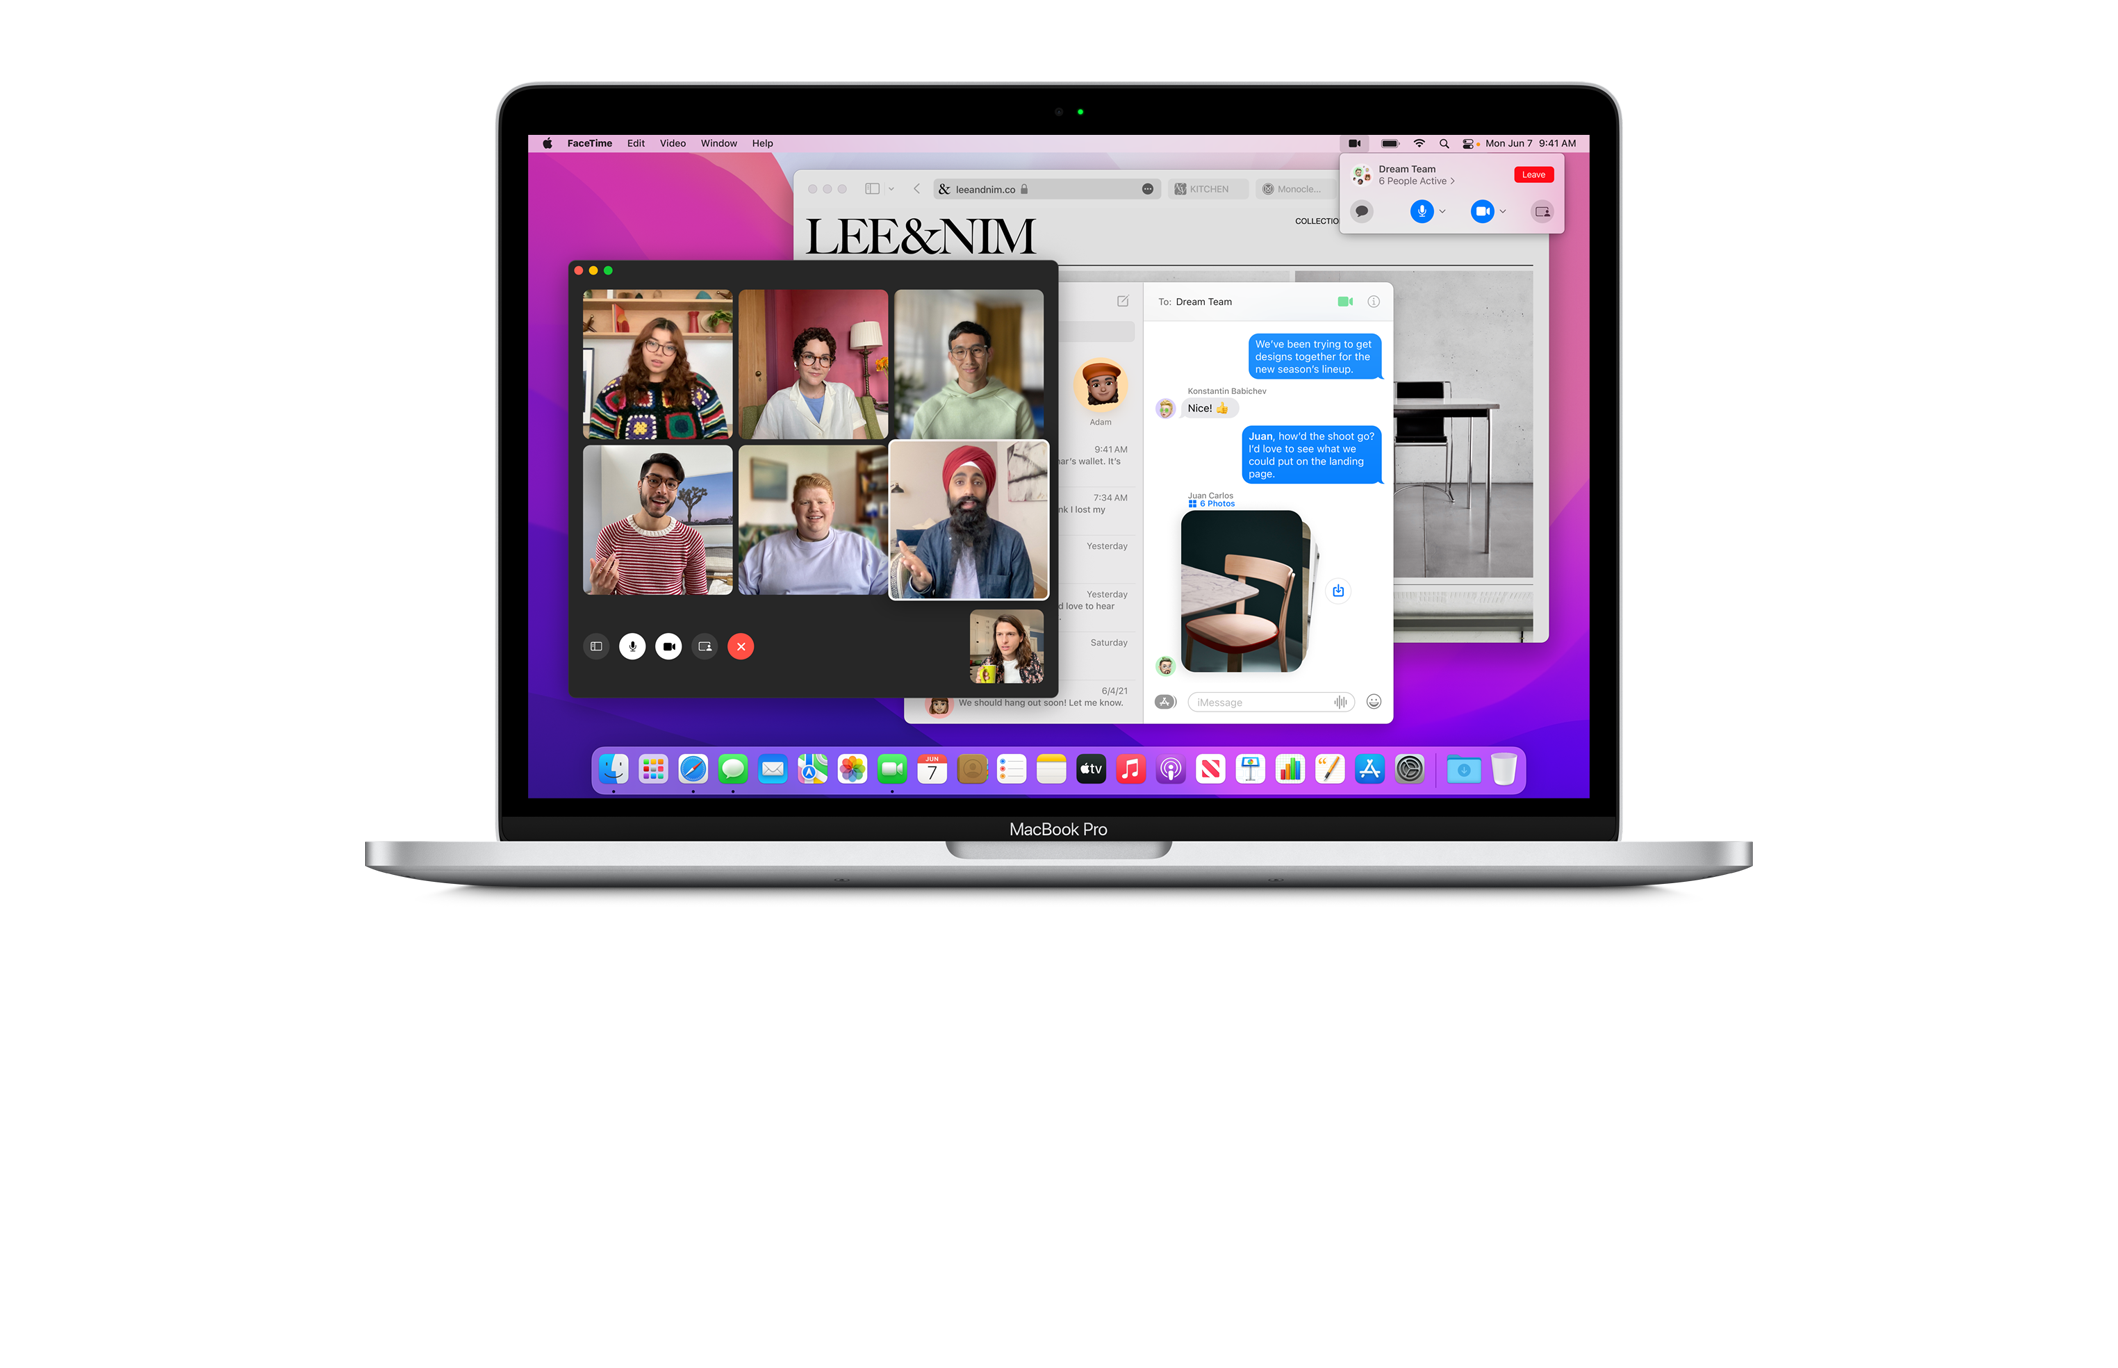 FaceTime Edit Video Window Help
Mon Jun 7 9:41 AM
Dream Team
6 People Active
Leave
& leeandnim.co
KITCHEN
Monocle...
LEE&NIM
COLLECTIO
To: Dream Team
We've been trying to get
designs together for the
new season's lineup.
Konstantin Babichev
Nice! 👍
Juan, how'd the shoot go?
I'd love to see what we
could put on the landing
page.
Juan Carlos
6 Photos
iMessage
Adam
9:41 AM
nar's wallet. It's
7:34 AM
nk I lost my
Yesterday
Yesterday
d love to hear
Saturday
6/4/21
We should hang out soon! Let me know.
JUN
7
tv
MacBook Pro